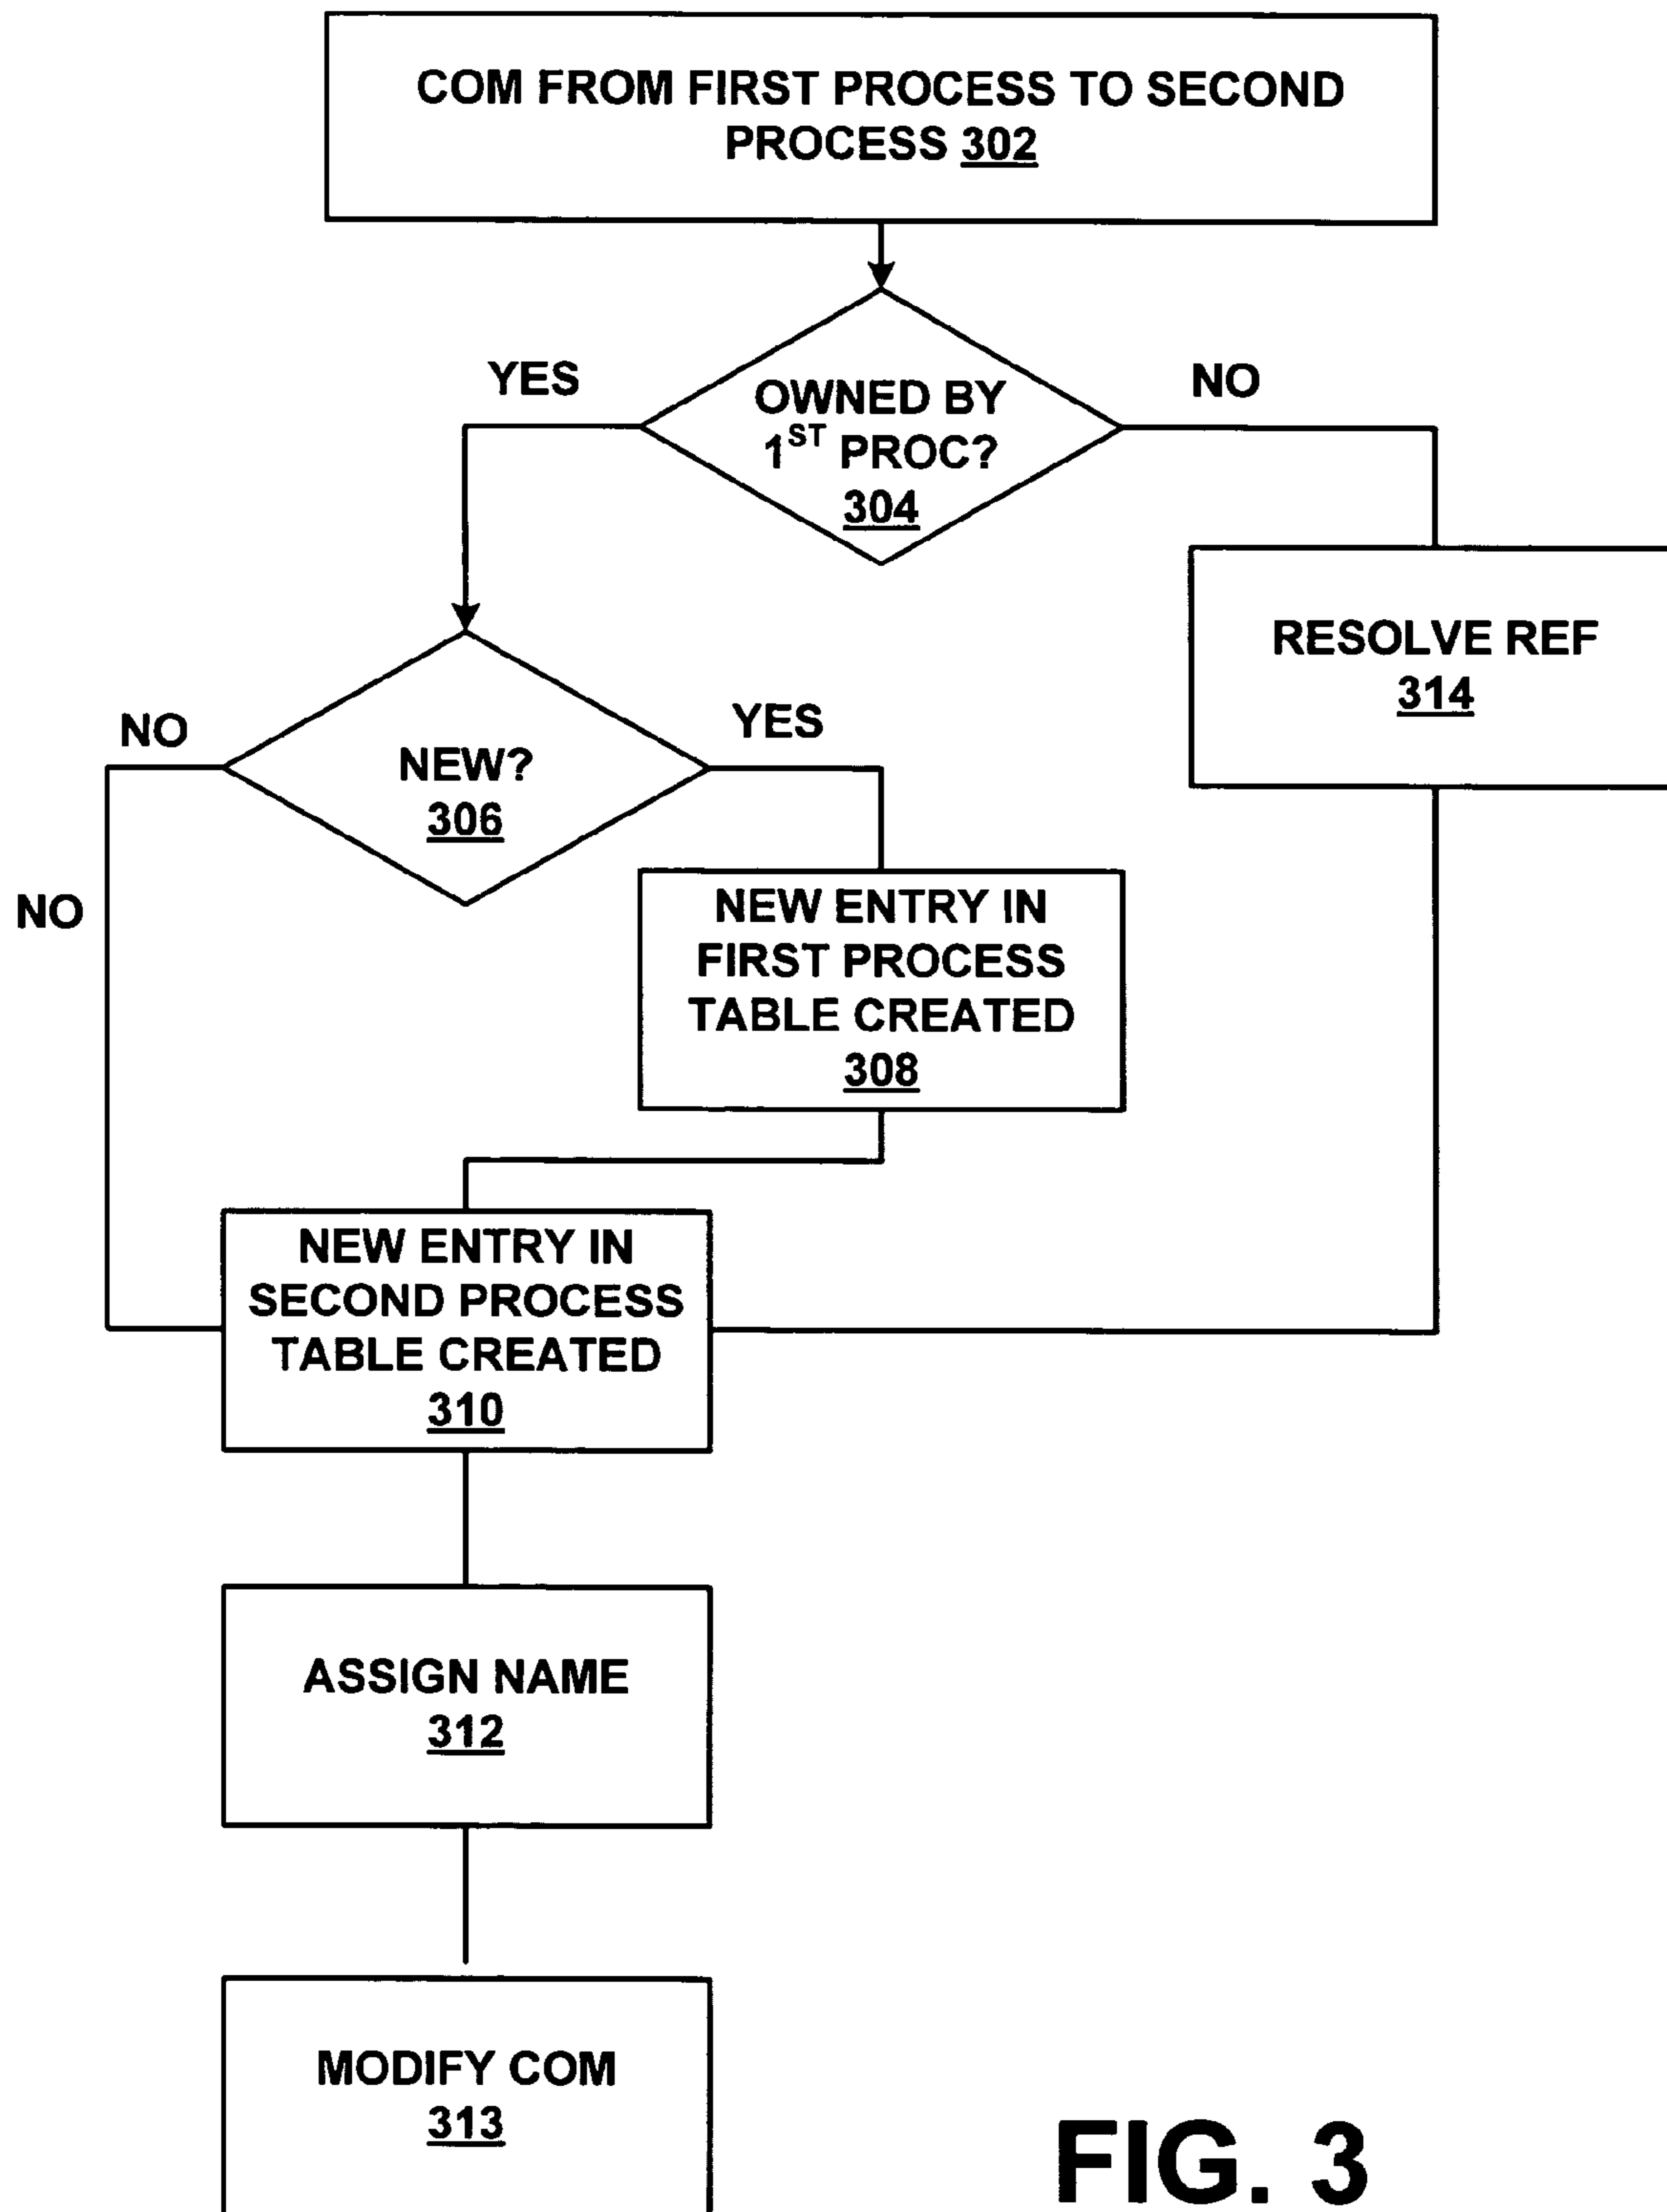 COM FROM FIRST PROCESS TO SECOND
PROCESS 302
YES
NO
OWNED BY
1ST PROC?
304
RESOLVE REF
314
NO
YES
NEW?
306
NO
NEW ENTRY IN
FIRST PROCESS
TABLE CREATED
308
NEW ENTRY IN
SECOND PROCESS
TABLE CREATED
310
ASSIGN NAME
312
MODIFY COM
313
FIG. 3